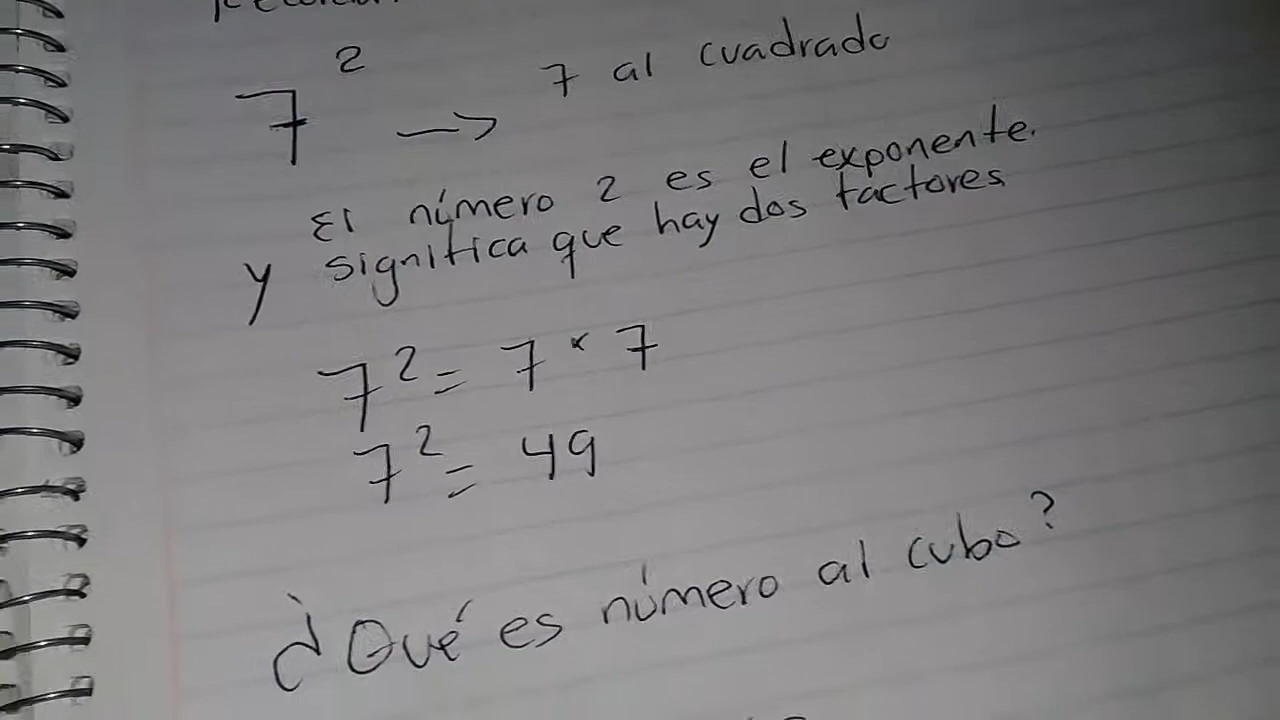 7² → 7 al cuadrado
El número 2 es el exponente.
y significa que hay dos factores
7² = 7 × 7
7² = 49
¿Qué es número al cubo?